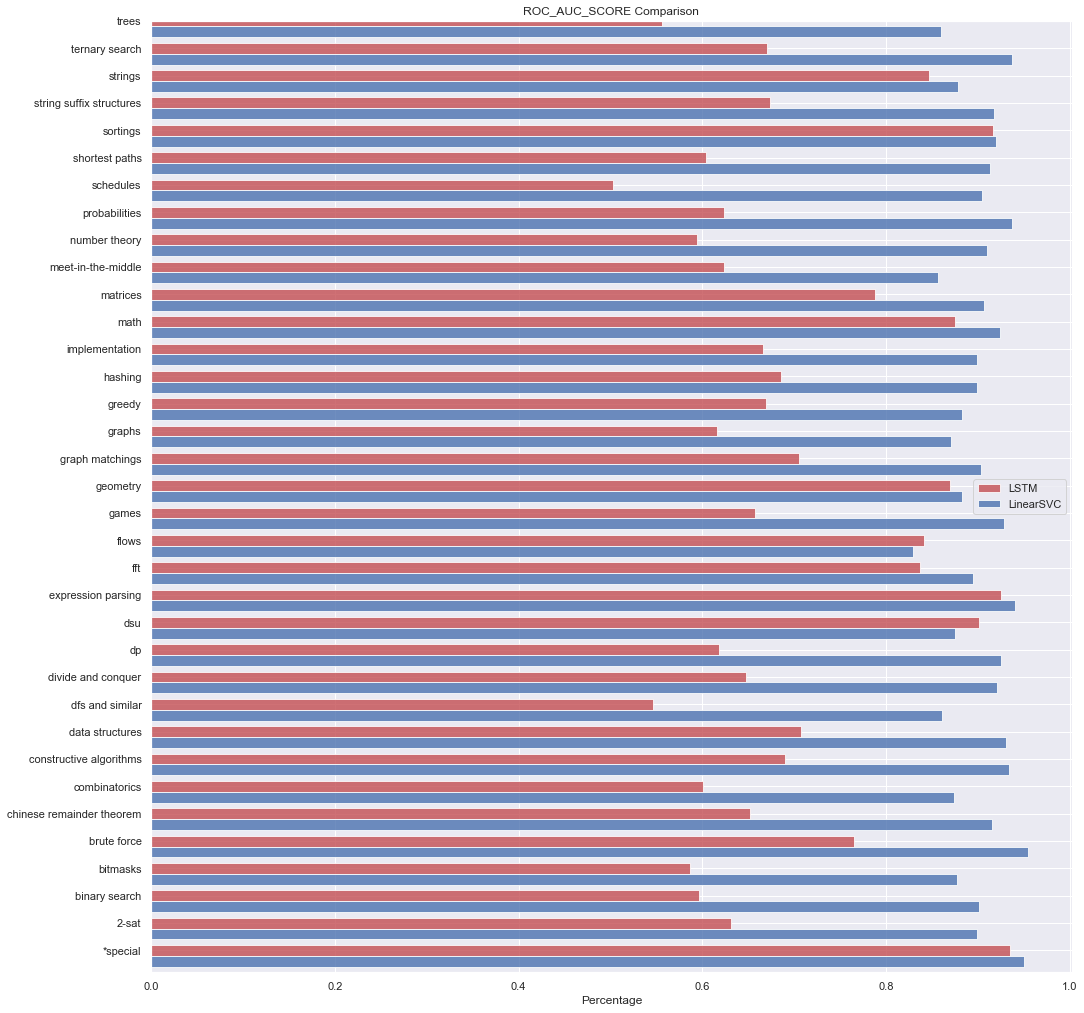 ROC_AUC_SCORE Comparison
trees
ternary search
strings
string suffix structures
sortings
shortest paths
schedules
probabilities
number theory
meet-in-the-middle
matrices
math
implementation
hashing
greedy
graphs
graph matchings
geometry
games
flows
fft
expression parsing
dsu
dp
divide and conquer
dfs and similar
data structures
constructive algorithms
combinatorics
chinese remainder theorem
brute force
bitmasks
binary search
2-sat
*special
LSTM
LinearSVC
0.0 0.2 0.4 0.6 0.8 1.0
Percentage